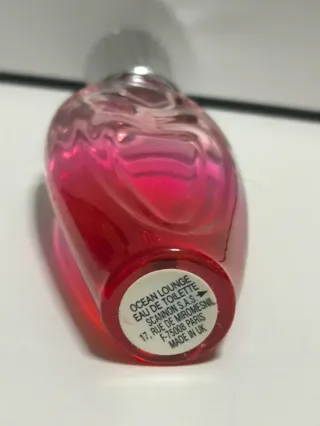 OCEAN LOUNGE
EAU DE TOILETTE
SCANNON S.A.S
17, RUE DE MIROMESNIL
F-75008 PARIS
MADE IN UK